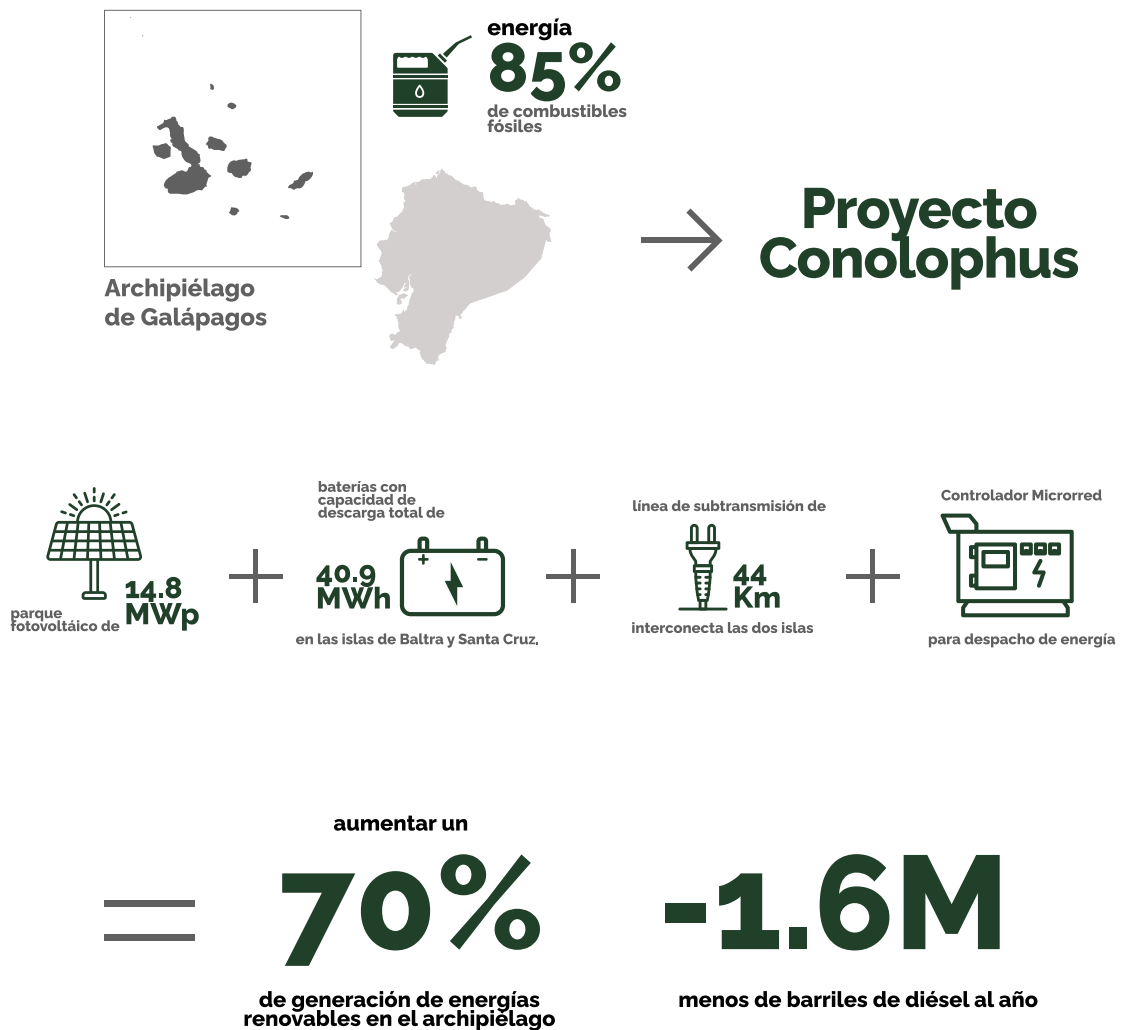 energía
85%
de combustibles
fósiles
Archipiélago
de Galápagos
Proyecto
Conolophus
parque
fotovoltáico de
14.8
MWp
baterías con
capacidad de
descarga total de
40.9
MWh
en las islas de Baltra y Santa Cruz.
línea de subtransmisión de
44
Km
interconecta las dos islas
Controlador Microrred
para despacho de energía
aumentar un
70%
de generación de energías
renovables en el archipiélago
-1.6M
menos de barriles de diésel al año